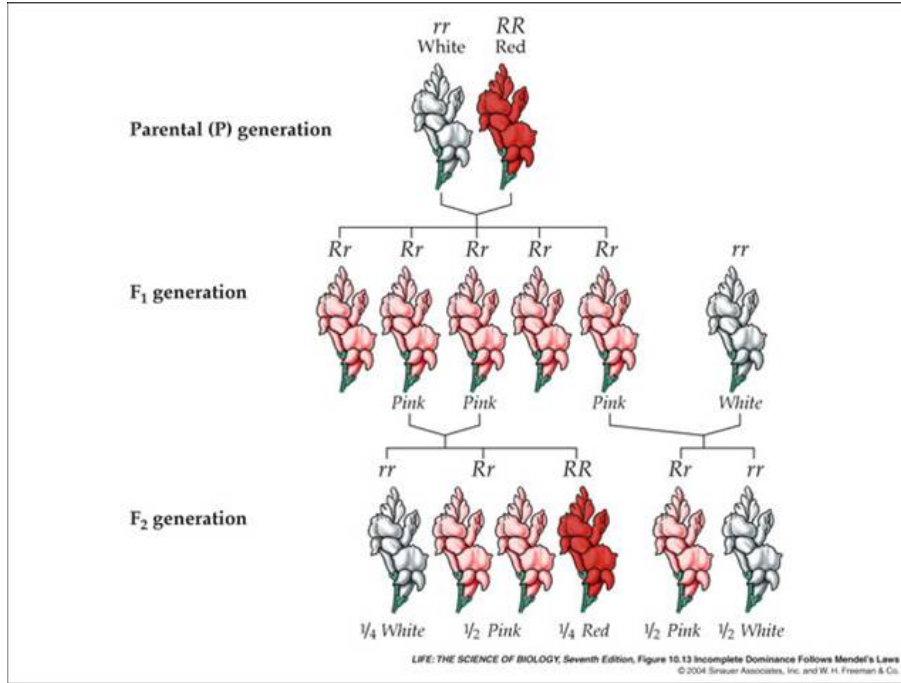 rr RR
White Red
Parental (P) generation
Rr Rr Rr Rr Rr rr
F1 generation
Pink Pink Pink White
rr Rr RR Rr rr
F2 generation
1/4 White 1/2 Pink 1/4 Red 1/2 Pink 1/2 White
LIFE: THE SCIENCE OF BIOLOGY, Seventh Edition, Figure 10.13 Incomplete Dominance Follows Mendel's Laws
© 2004 Sinauer Associates, Inc. and W. H. Freeman & Co.